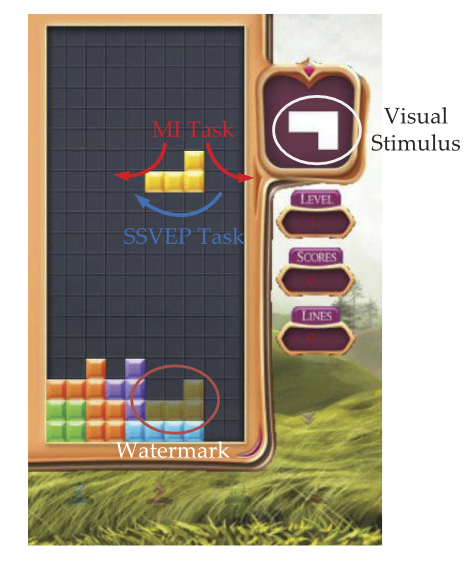 MI Task
Visual
Stimulus
LEVEL
SSVEP Task
SCORES
LINES
Watermark